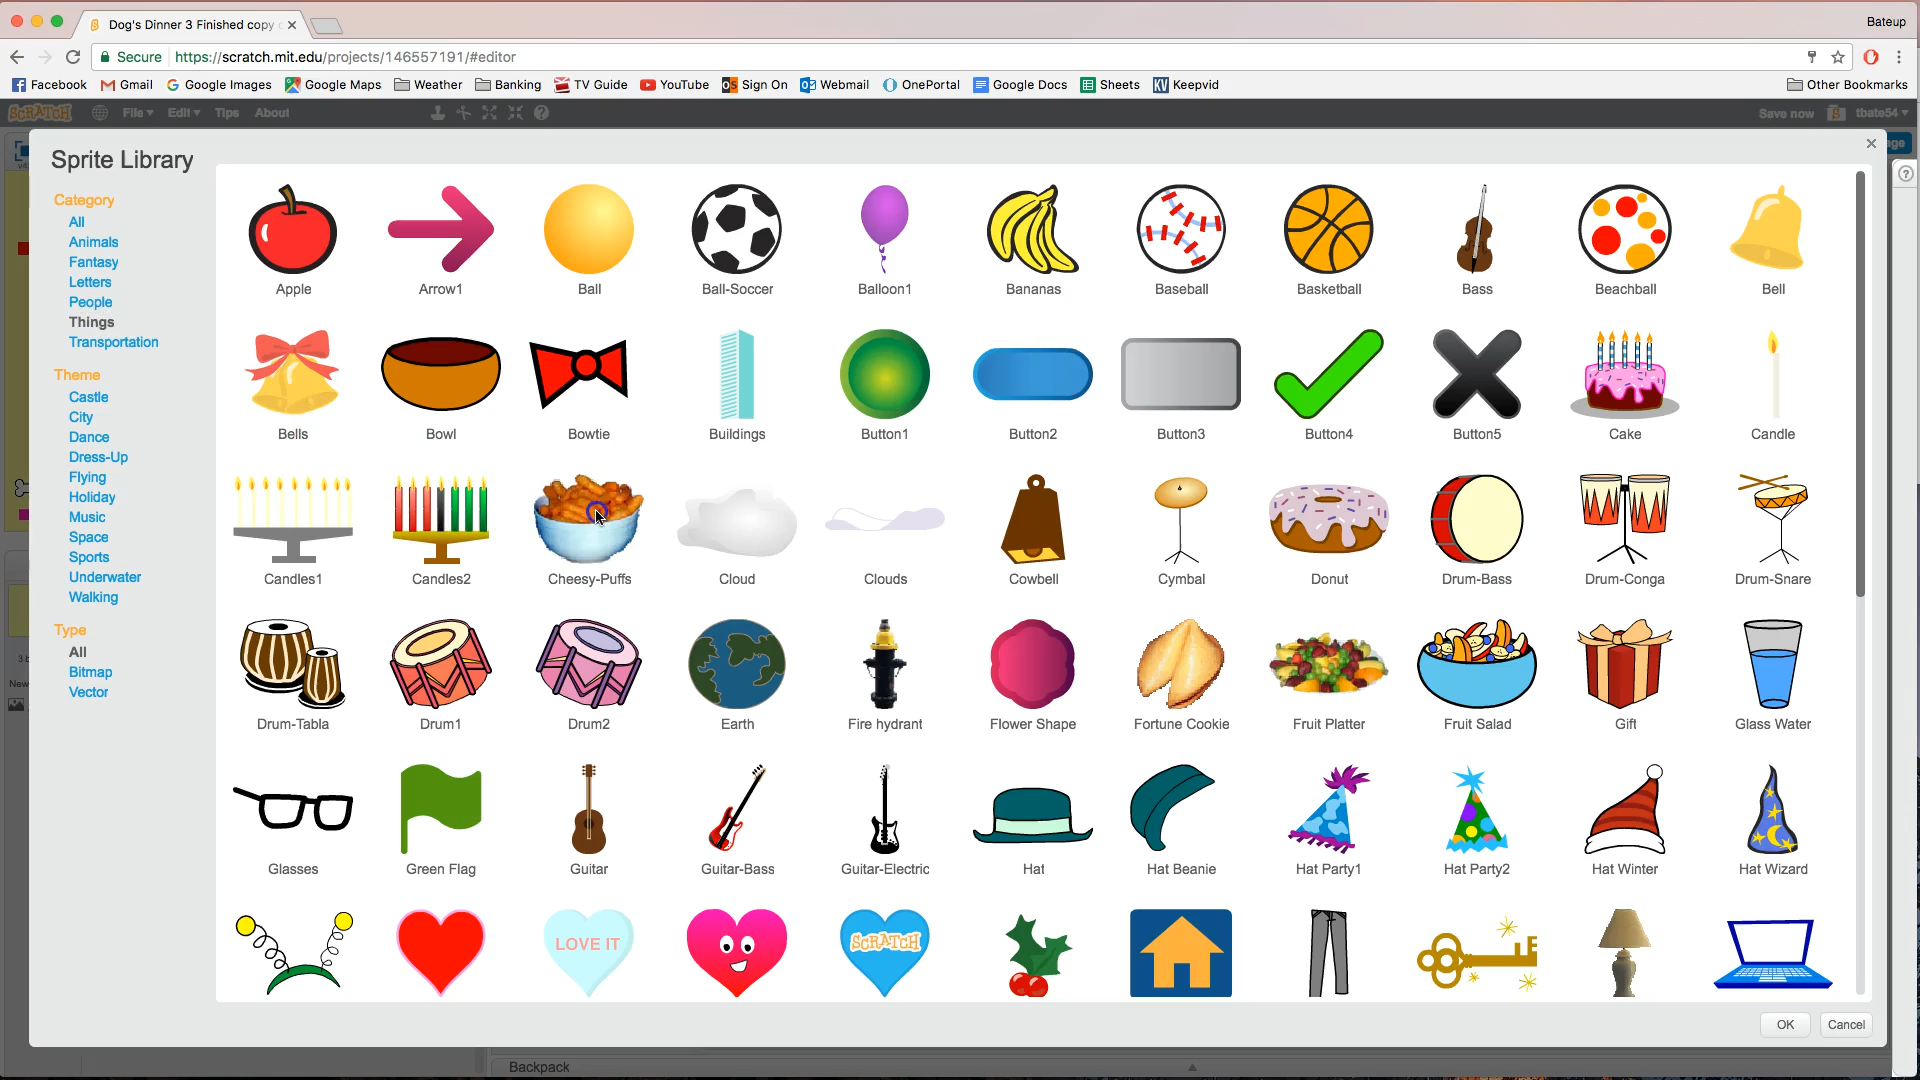 Dog's Dinner 3 Finished copy
Bateup
Secure https://scratch.mit.edu/projects/146557191/#editor
Facebook Gmail Google Images Google Maps Weather Banking TV Guide YouTube Sign On Webmail OnePortal Google Docs Sheets Keepvid Other Bookmarks
SCRATCH File Edit Tips About Save now tbate54
Sprite Library
Category
All
Animals
Fantasy
Letters
People
Things
Transportation
Theme
Castle
City
Dance
Dress-Up
Flying
Holiday
Music
Space
Sports
Underwater
Walking
Type
All
Bitmap
Vector
Apple Arrow1 Ball Ball-Soccer Balloon1 Bananas Baseball Basketball Bass Beachball Bell
Bells Bowl Bowtie Buildings Button1 Button2 Button3 Button4 Button5 Cake Candle
Candles1 Candles2 Cheesy-Puffs Cloud Clouds Cowbell Cymbal Donut Drum-Bass Drum-Conga Drum-Snare
Drum-Tabla Drum1 Drum2 Earth Fire hydrant Flower Shape Fortune Cookie Fruit Platter Fruit Salad Gift Glass Water
Glasses Green Flag Guitar Guitar-Bass Guitar-Electric Hat Hat Beanie Hat Party1 Hat Party2 Hat Winter Hat Wizard
LOVE IT SCRATCH
OK Cancel
Backpack